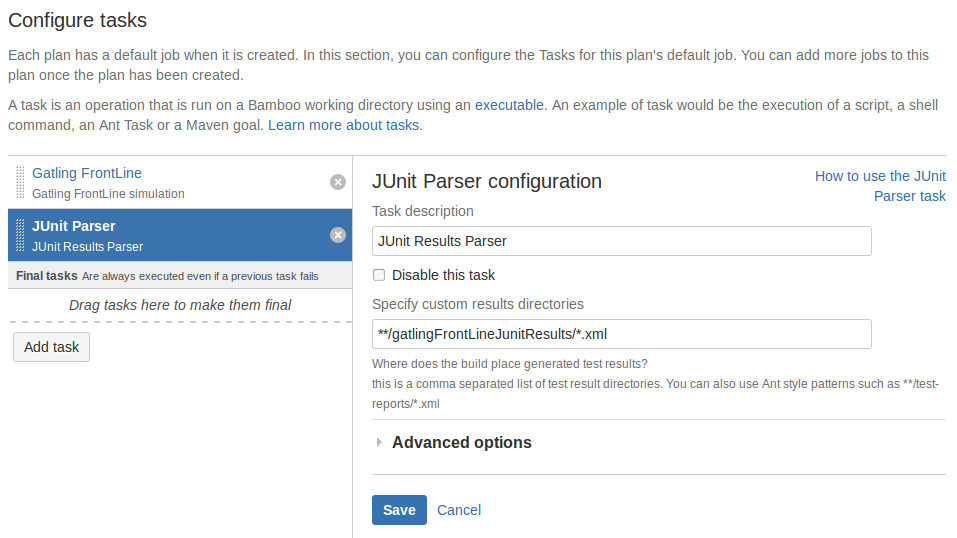 Configure tasks
Each plan has a default job when it is created. In this section, you can configure the Tasks for this plan's default job. You can add more jobs to this
plan once the plan has been created.
A task is an operation that is run on a Bamboo working directory using an executable. An example of task would be the execution of a script, a shell
command, an Ant Task or a Maven goal. Learn more about tasks.
Gatling FrontLine
Gatling FrontLine simulation
JUnit Parser
JUnit Results Parser
Final tasks Are always executed even if a previous task fails
Drag tasks here to make them final
Add task
JUnit Parser configuration
How to use the JUnit
Parser task
Task description
JUnit Results Parser
Disable this task
Specify custom results directories
**/gatlingFrontLineJunitResults/*.xml
Where does the build place generated test results?
this is a comma separated list of test result directories. You can also use Ant style patterns such as **/test-
reports/*.xml
Advanced options
Save Cancel